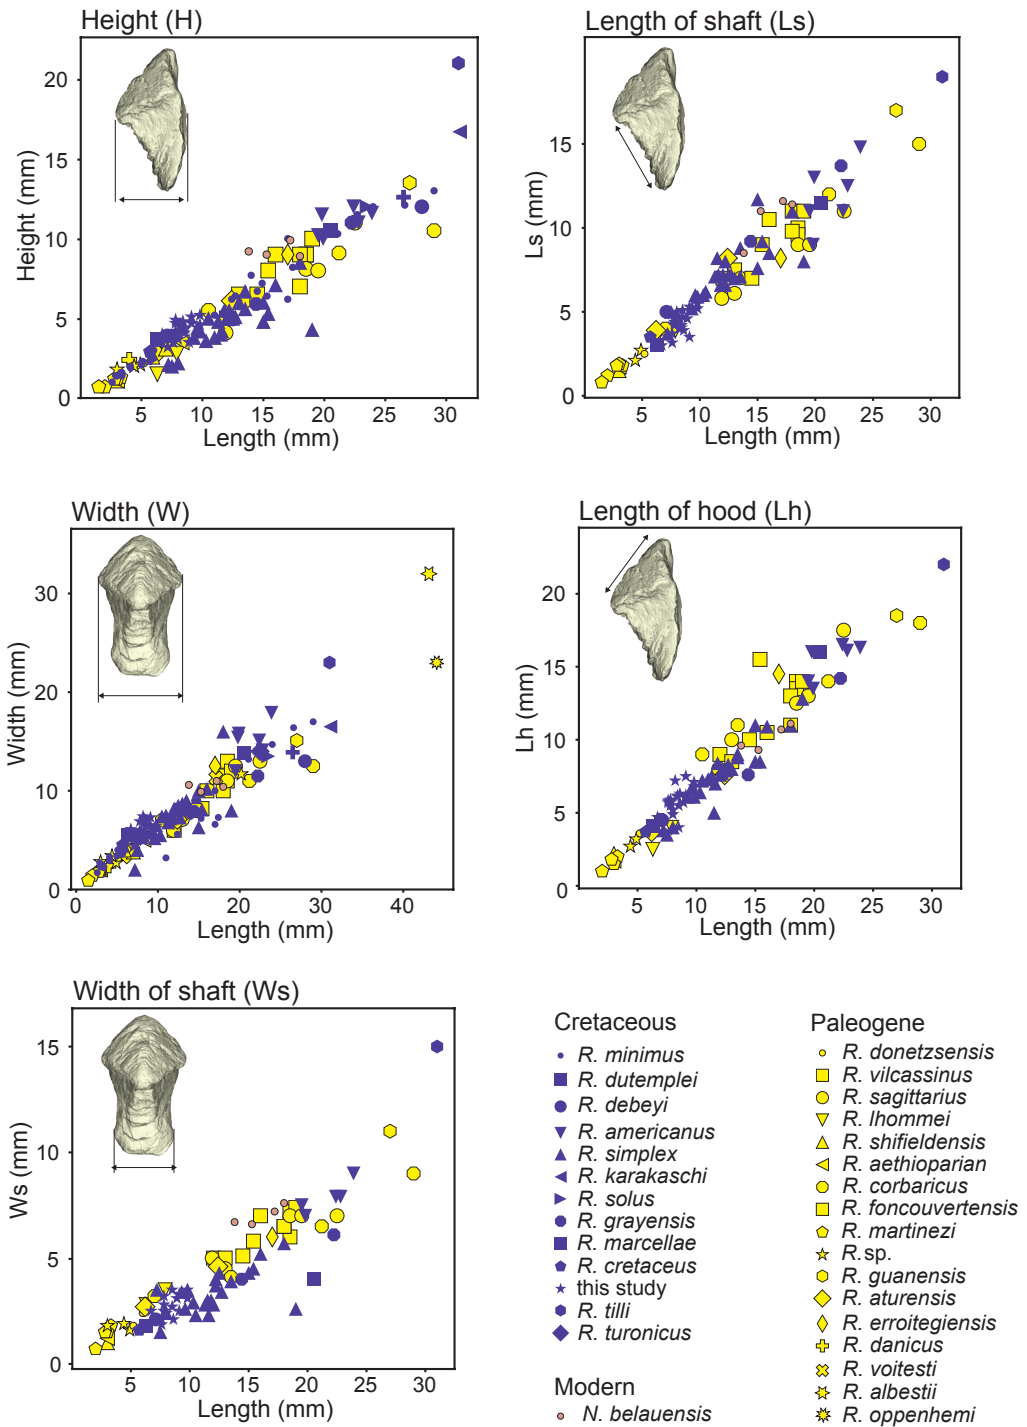 Height (H)
20
15
10
5
0
Height (mm)
5 10 15 20 25 30
Length (mm)
Length of shaft (Ls)
15
10
5
0
Ls (mm)
5 10 15 20 25 30
Length (mm)
Width (W)
30
20
10
0
Width (mm)
0 10 20 30 40
Length (mm)
Length of hood (Lh)
20
15
10
5
0
Lh (mm)
5 10 15 20 25 30
Length (mm)
Width of shaft (Ws)
15
10
5
0
Ws (mm)
5 10 15 20 25 30
Length (mm)
Cretaceous
R. minimus
R. dutemplei
R. debeyi
R. americanus
R. simplex
R. karakaschi
R. solus
R. grayensis
R. marcellae
R. cretaceus
this study
R. tilli
R. turonicus
Modern
N. belauensis
Paleogene
R. donetzsensis
R. vilcassinus
R. sagittarius
R. lhommei
R. shifieldensis
R. aethioparian
R. corbaricus
R. foncouvertensis
R. martinezi
R. sp.
R. guanensis
R. aturensis
R. erroitegiensis
R. danicus
R. voitesti
R. albestii
R. oppenhemi